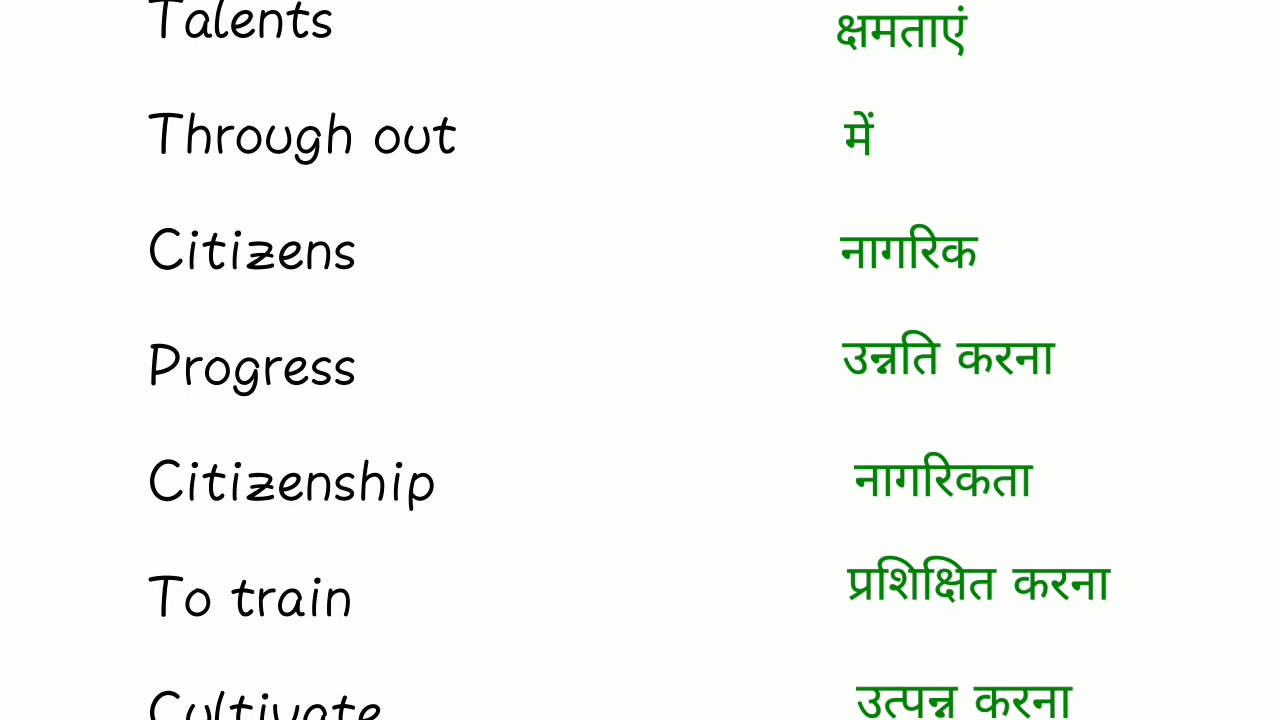 Talents क्षमताएं
Through out में
Citizens नागरिक
Progress उन्नति करना
Citizenship नागरिकता
To train प्रशिक्षित करना
Cultivate उत्पन्न करना